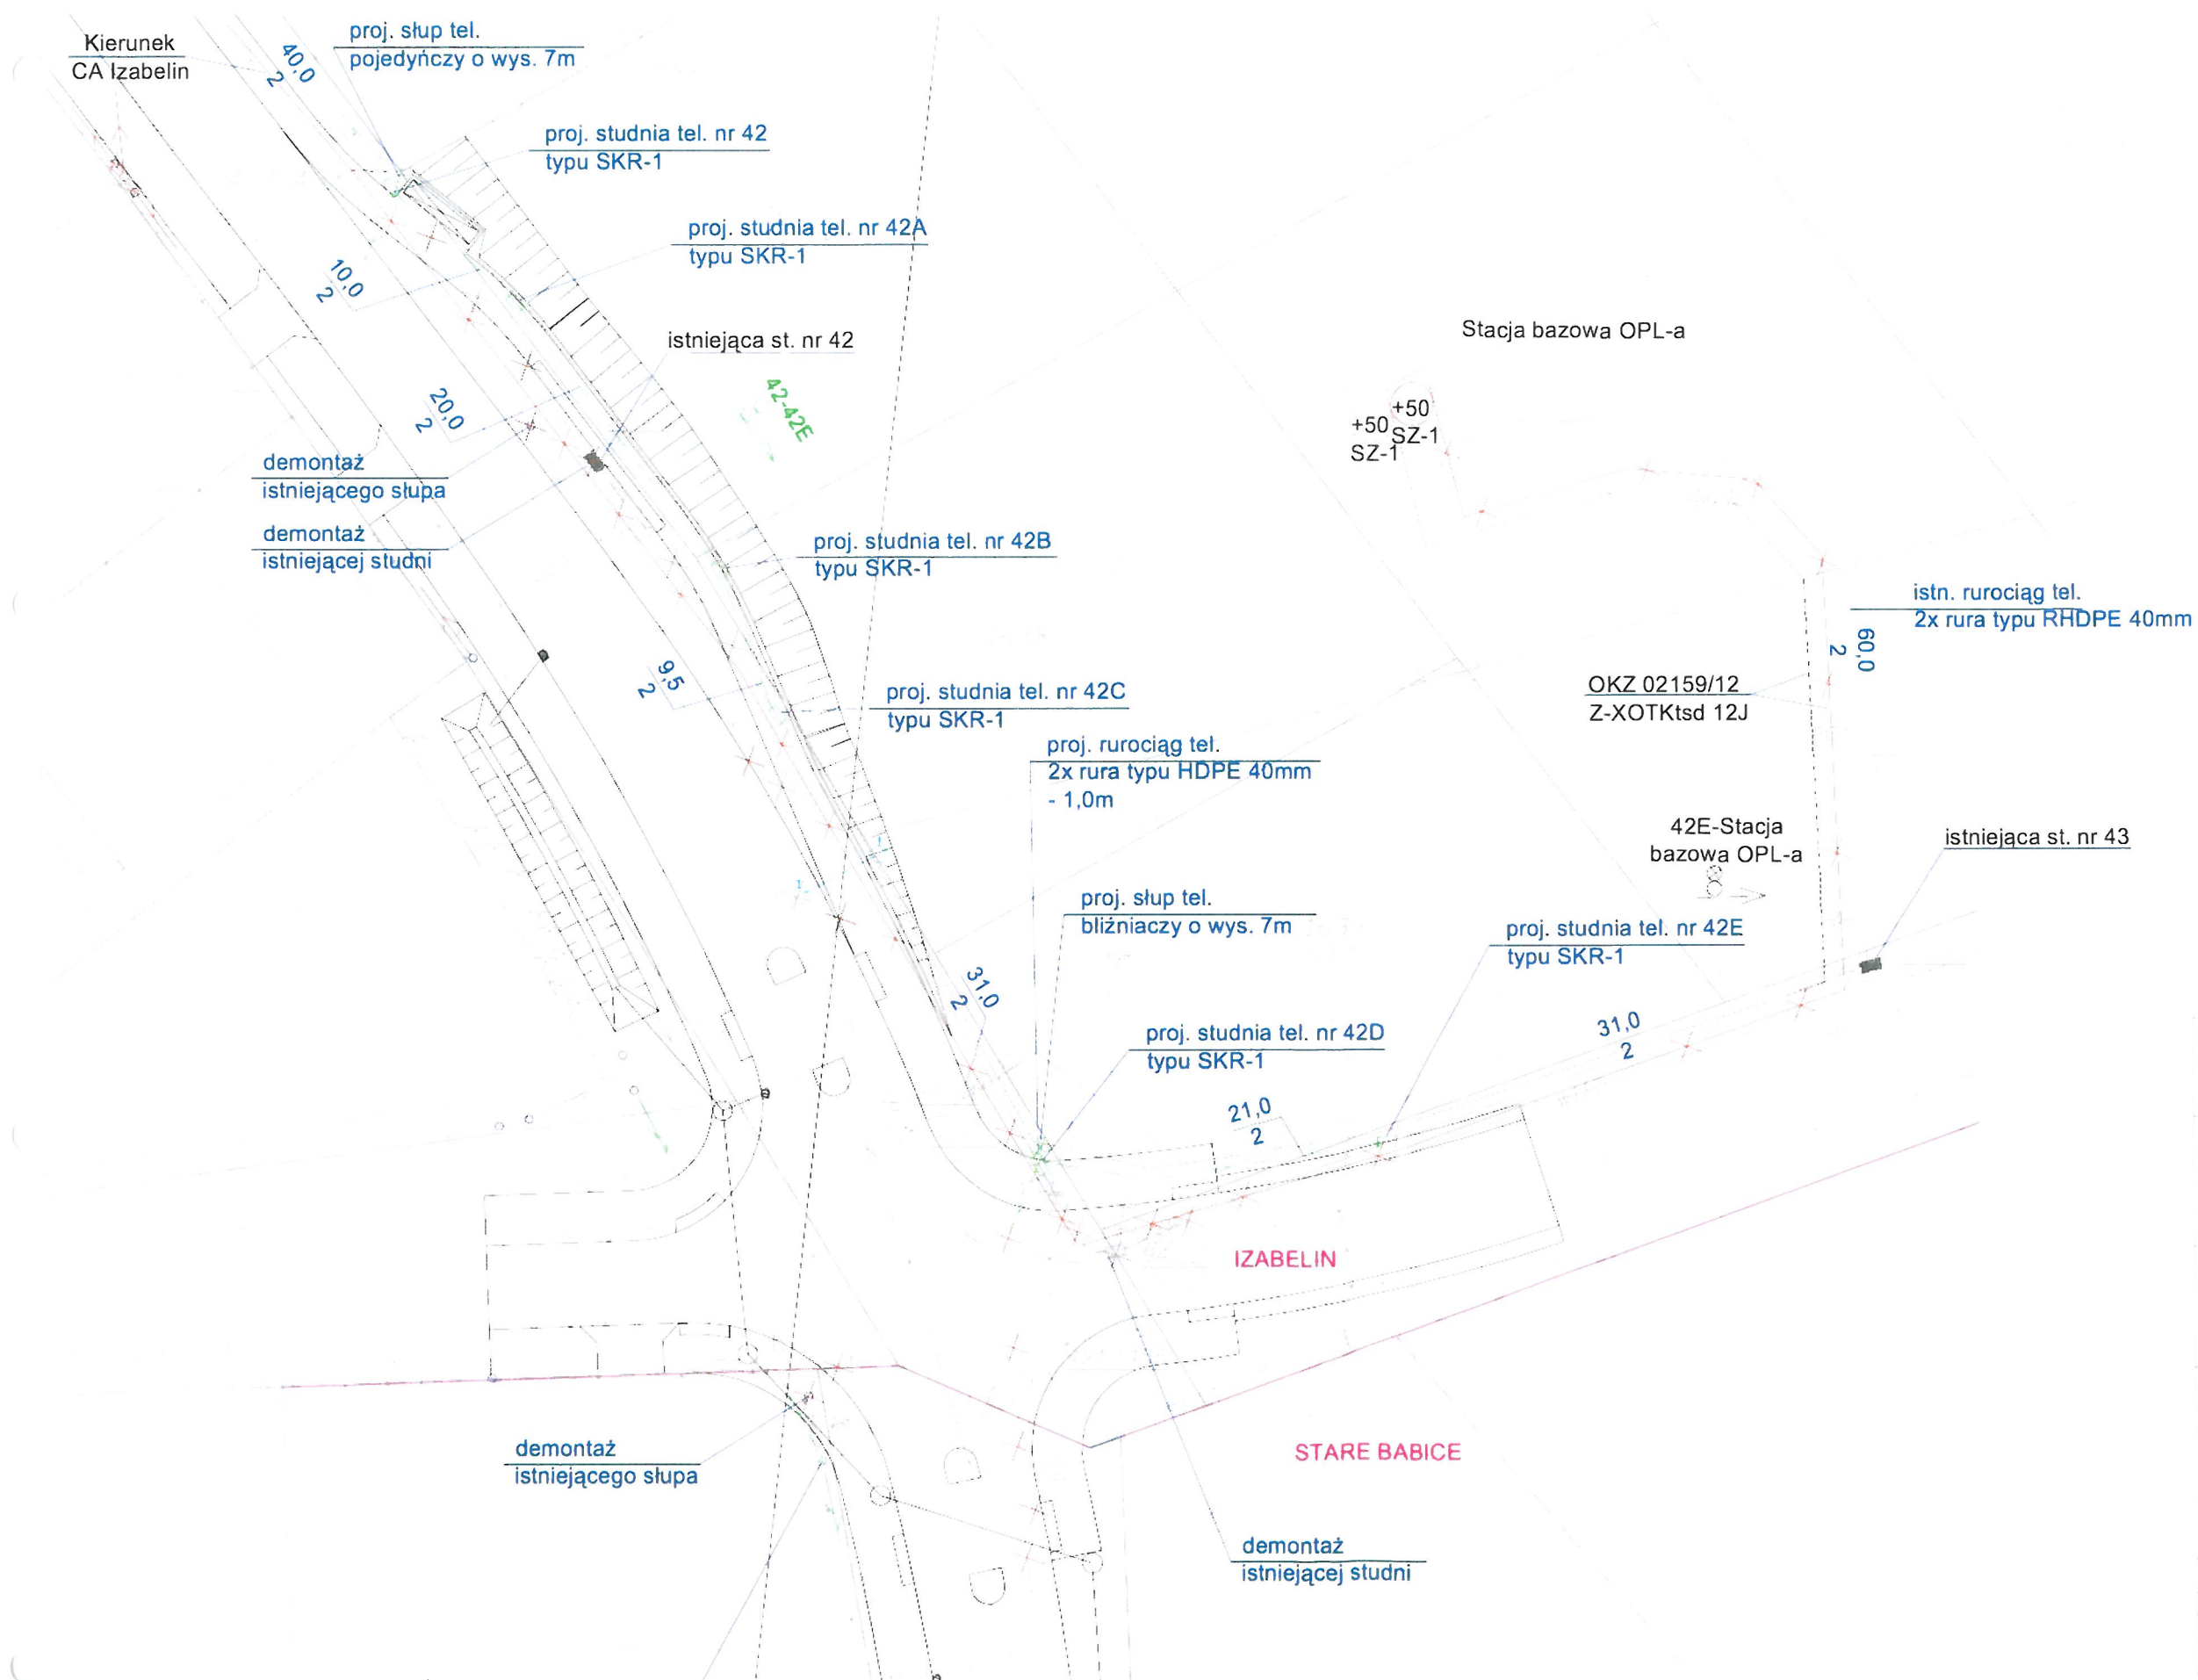 Kierunek
CA Izabelin
40,0
2
proj. słup tel.
pojedyńczy o wys. 7m
proj. studnia tel. nr 42
typu SKR-1
proj. studnia tel. nr 42A
typu SKR-1
10,0
2
istniejąca st. nr 42
Stacja bazowa OPL-a
42-42E
20,0
2
+50
SZ-1
+50
SZ-1
demontaż
istniejącego słupa
demontaż
istniejącej studni
proj. studnia tel. nr 42B
typu SKR-1
istn. rurociąg tel.
2x rura typu RHDPE 40mm
60,0
2
9,5
2
proj. studnia tel. nr 42C
typu SKR-1
OKZ 02159/12
Z-XOTKtsd 12J
proj. rurociąg tel.
2x rura typu HDPE 40mm
- 1,0m
42E-Stacja
bazowa OPL-a
istniejąca st. nr 43
proj. słup tel.
bliźniaczy o wys. 7m
proj. studnia tel. nr 42E
typu SKR-1
31,0
2
proj. studnia tel. nr 42D
typu SKR-1
31,0
2
21,0
2
IZABELIN
STARE BABICE
demontaż
istniejącego słupa
demontaż
istniejącej studni